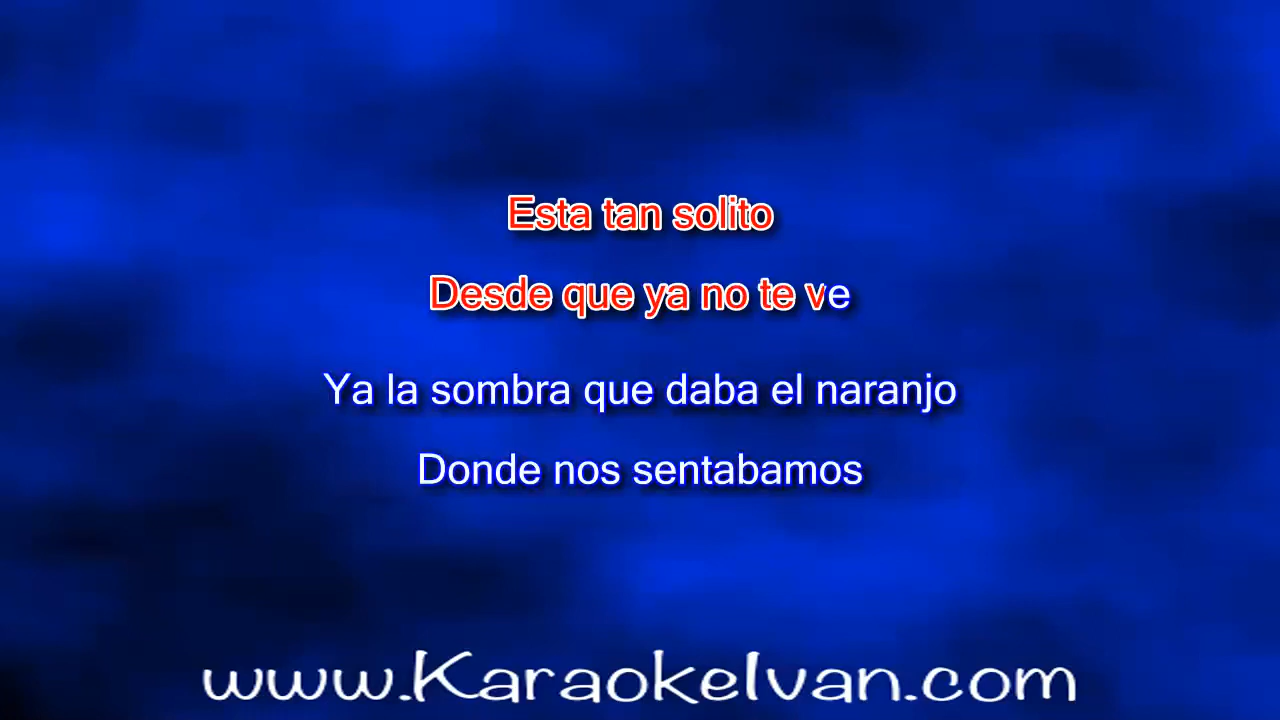 Esta tan solito
Desde que ya no te ve
Ya la sombra que daba el naranjo
Donde nos sentabamos
www.KaraokeIvan.com